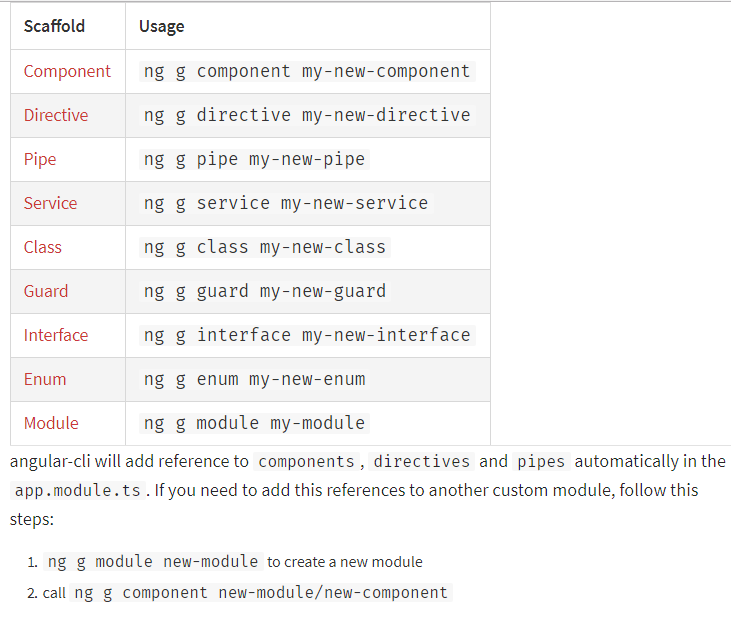 Scaffold Usage
Component ng g component my-new-component
Directive ng g directive my-new-directive
Pipe ng g pipe my-new-pipe
Service ng g service my-new-service
Class ng g class my-new-class
Guard ng g guard my-new-guard
Interface ng g interface my-new-interface
Enum ng g enum my-new-enum
Module ng g module my-module
angular-cli will add reference to components , directives and pipes automatically in the
app.module.ts . If you need to add this references to another custom module, follow this
steps:
1. ng g module new-module to create a new module
2. call ng g component new-module/new-component